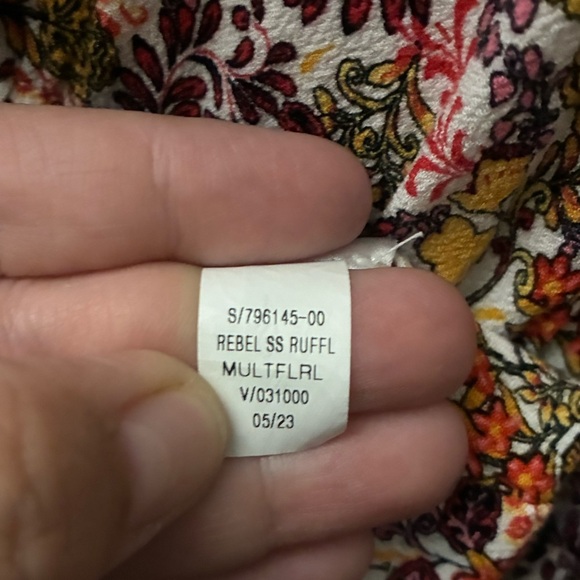 S/796145-00
REBEL SS RUFFL
MULTFLRL
V/031000
05/23